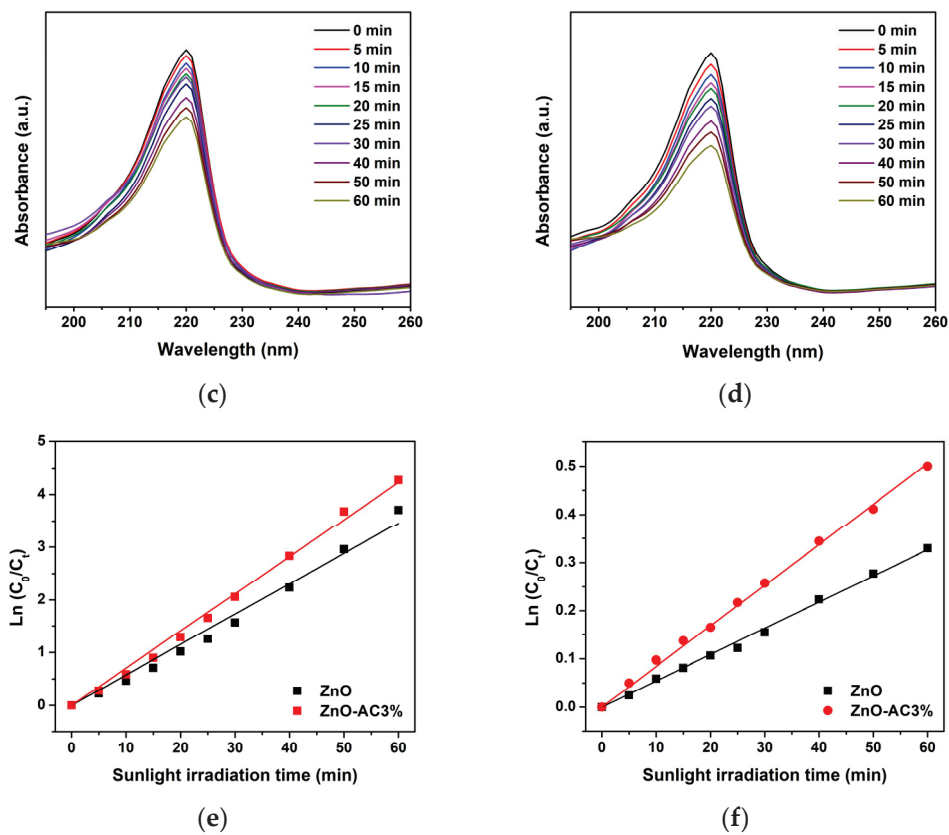 0 min
5 min
10 min
15 min
20 min
25 min
30 min
40 min
50 min
60 min
Absorbance (a.u.)
200 210 220 230 240 250 260
Wavelength (nm)
(c)
0 min
5 min
10 min
15 min
20 min
25 min
30 min
40 min
50 min
60 min
Absorbance (a.u.)
200 210 220 230 240 250 260
Wavelength (nm)
(d)
5
4
3
2
1
0
Ln (C₀/Cₜ)
ZnO
ZnO-AC3%
0 10 20 30 40 50 60
Sunlight irradiation time (min)
(e)
0.5
0.4
0.3
0.2
0.1
0.0
Ln (C₀/Cₜ)
ZnO
ZnO-AC3%
0 10 20 30 40 50 60
Sunlight irradiation time (min)
(f)